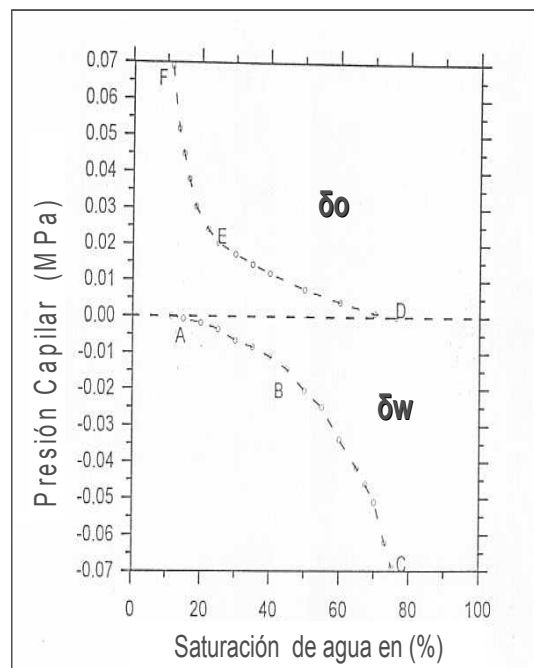 Presión Capilar (MPa)
0.07
0.06
0.05
0.04
0.03
0.02
0.01
0.00
-0.01
-0.02
-0.03
-0.04
-0.05
-0.06
-0.07
F
E
δo
D
A
B
δw
C
0 20 40 60 80 100
Saturación de agua en (%)